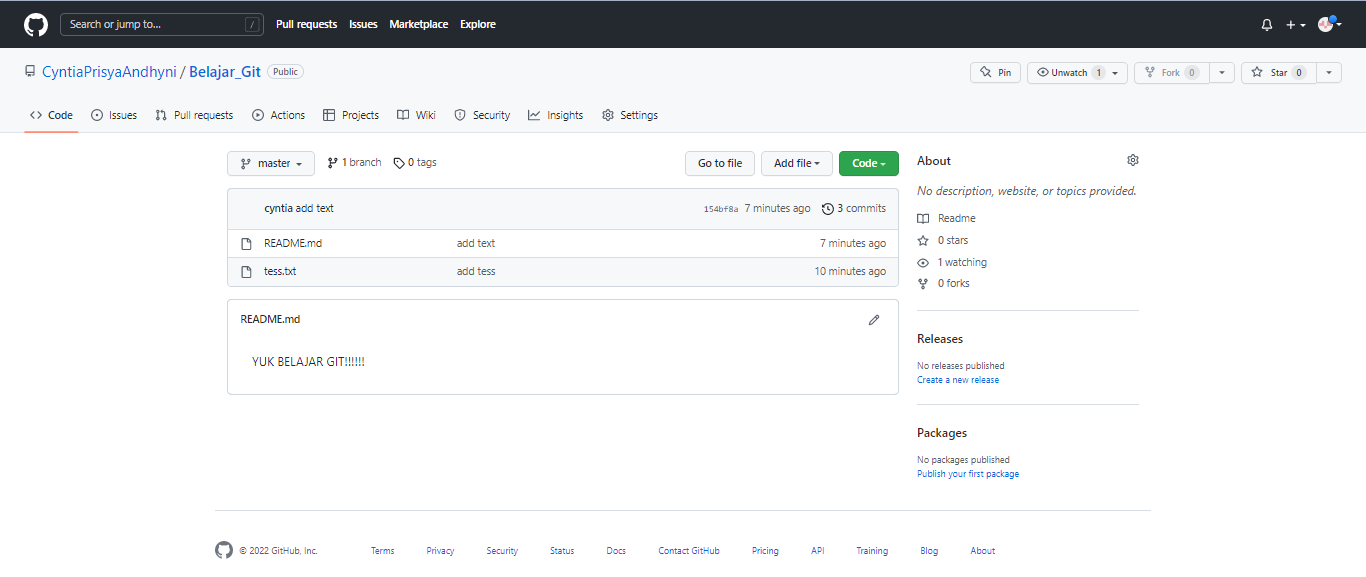 Search or jump to... /
Pull requests Issues Marketplace Explore
CyntiaPrisyaAndhyni / Belajar_Git Public
Pin Unwatch 1 Fork 0 Star 0
Code Issues Pull requests Actions Projects Wiki Security Insights Settings
master 1 branch 0 tags Go to file Add file Code
cyntia add text 154bf8a 7 minutes ago 3 commits
README.md add text 7 minutes ago
tess.txt add tess 10 minutes ago
README.md
YUK BELAJAR GIT!!!!!!
About
No description, website, or topics provided.
Readme
0 stars
1 watching
0 forks
Releases
No releases published
Create a new release
Packages
No packages published
Publish your first package
© 2022 GitHub, Inc. Terms Privacy Security Status Docs Contact GitHub Pricing API Training Blog About